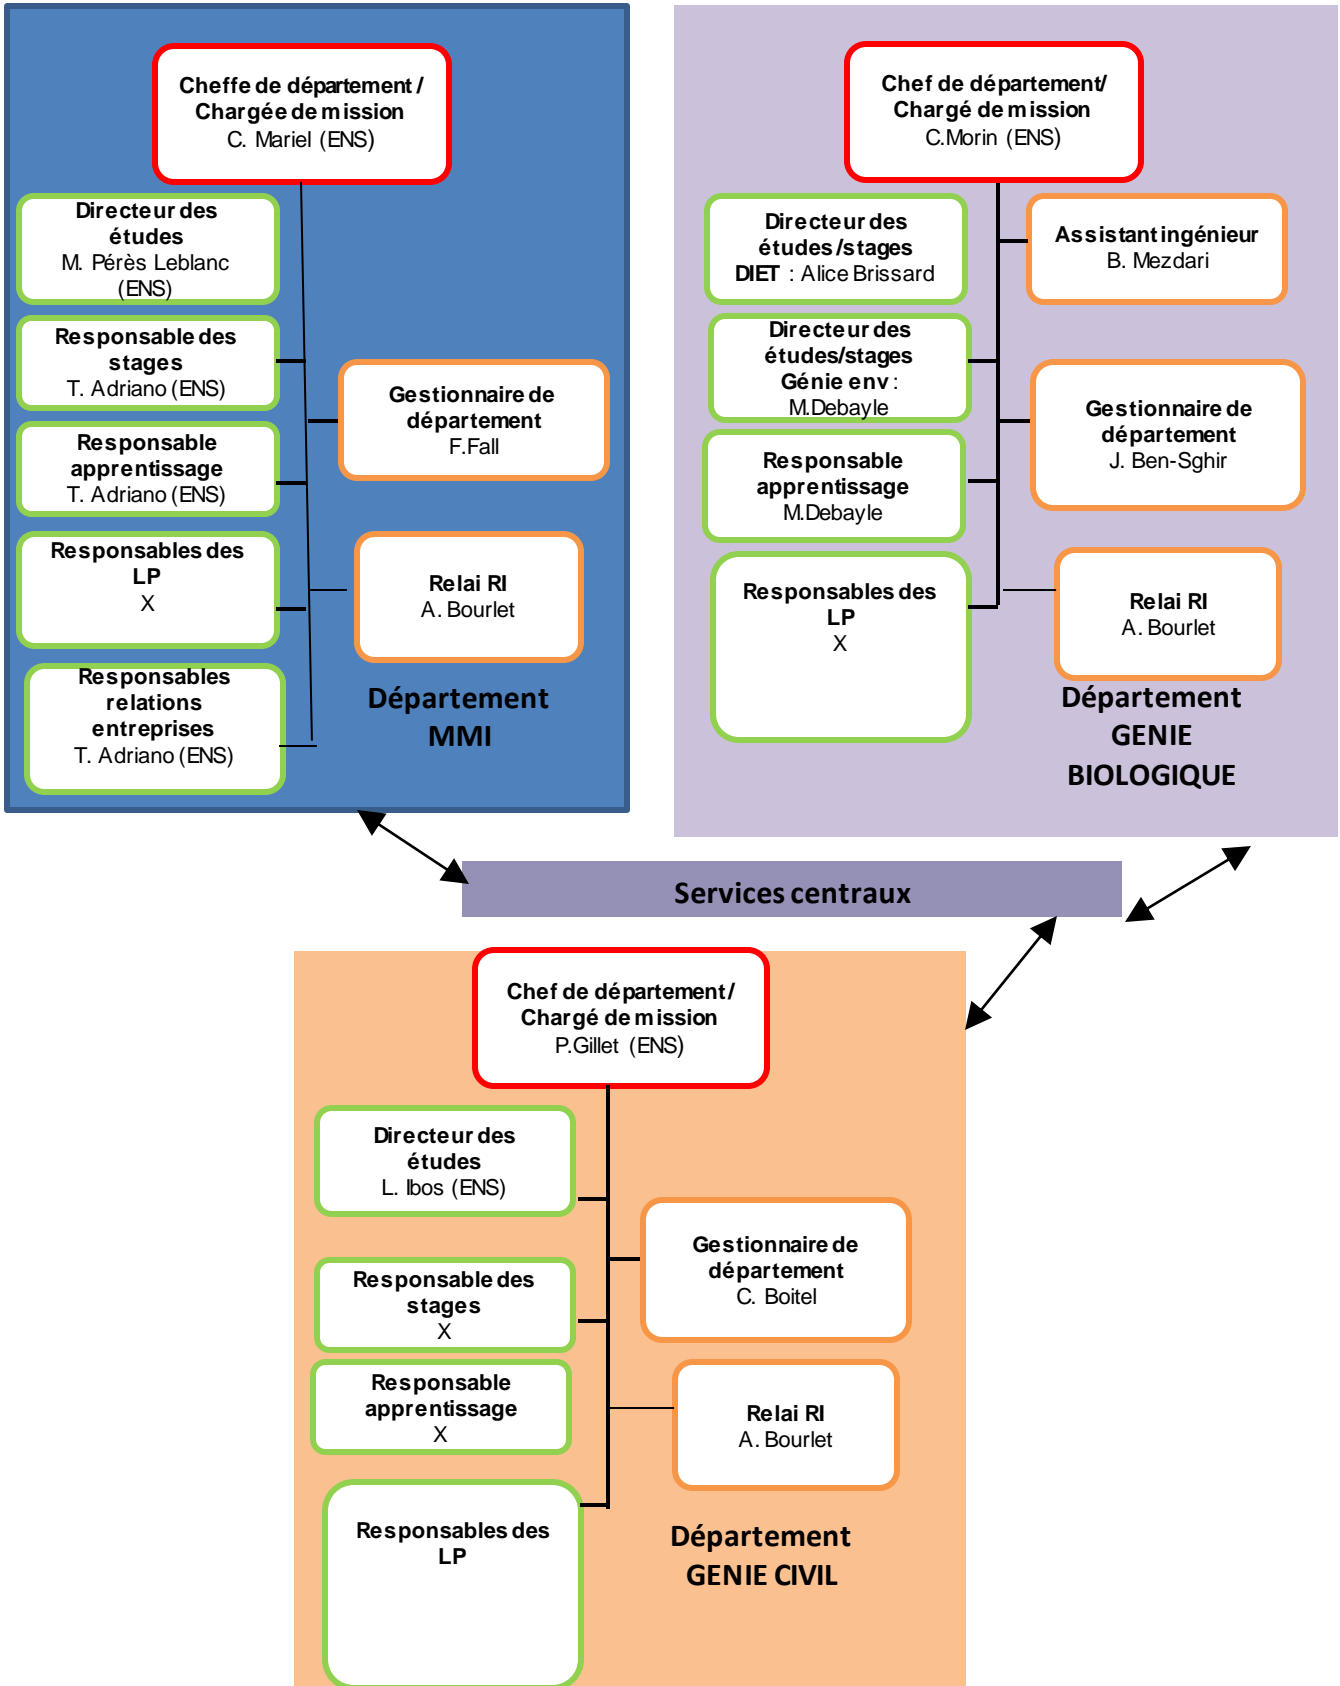 Cheffe de département /
Chargée de mission
C. Mariel (ENS)
Directeur des
études
M. Pérès Leblanc
(ENS)
Responsable des
stages
T. Adriano (ENS)
Responsable
apprentissage
T. Adriano (ENS)
Responsables des
LP
X
Responsables
relations
entreprises
T. Adriano (ENS)
Gestionnaire de
département
F.Fall
Relai RI
A. Bourlet
Département
MMI
Chef de département/
Chargé de mission
C.Morin (ENS)
Directeur des
études /stages
DIET : Alice Brissard
Directeur des
études/stages
Génie env :
M.Debayle
Responsable
apprentissage
M.Debayle
Responsables des
LP
X
Assistant ingénieur
B. Mezdari
Gestionnaire de
département
J. Ben-Sghir
Relai RI
A. Bourlet
Département
GENIE
BIOLOGIQUE
Services centraux
Chef de département/
Chargé de mission
P.Gillet (ENS)
Directeur des
études
L. Ibos (ENS)
Responsable des
stages
X
Responsable
apprentissage
X
Responsables des
LP
Gestionnaire de
département
C. Boitel
Relai RI
A. Bourlet
Département
GENIE CIVIL